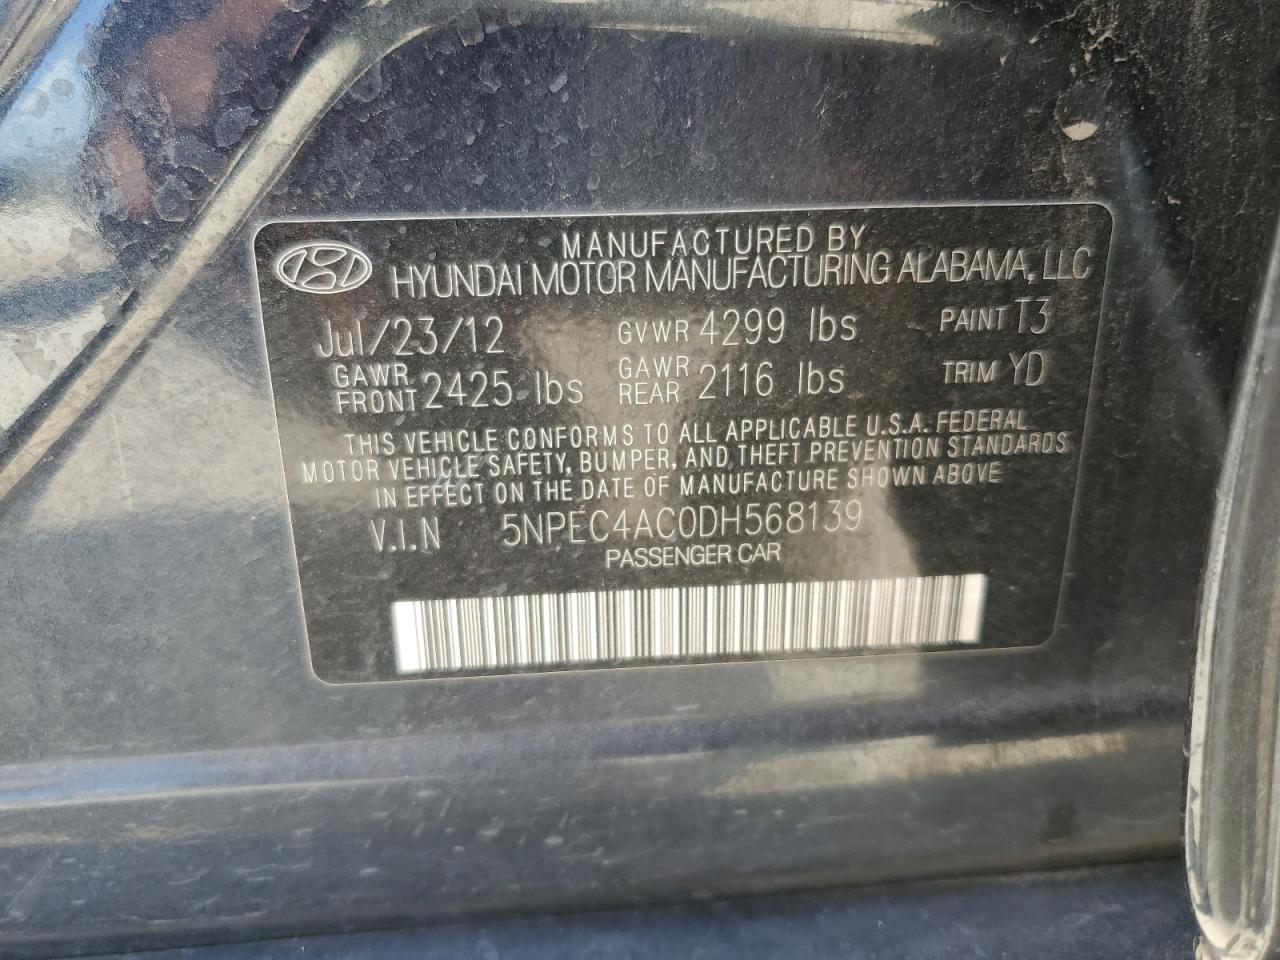 MANUFACTURED BY
HYUNDAI MOTOR MANUFACTURING ALABAMA, LLC
Jul/23/12 GVWR 4299 lbs PAINT T3
GAWR FRONT 2425 lbs GAWR REAR 2116 lbs TRIM YD
THIS VEHICLE CONFORMS TO ALL APPLICABLE U.S.A. FEDERAL
MOTOR VEHICLE SAFETY, BUMPER, AND THEFT PREVENTION STANDARDS
IN EFFECT ON THE DATE OF MANUFACTURE SHOWN ABOVE
V.I.N 5NPEC4AC0DH568139
PASSENGER CAR